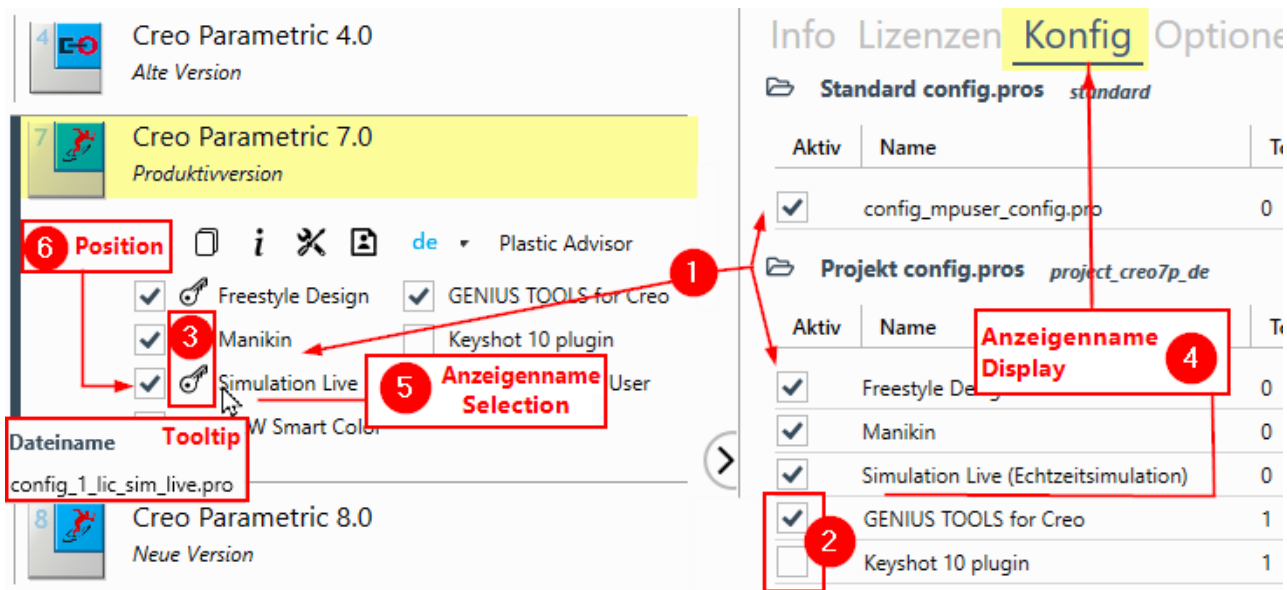 4 Creo Parametric 4.0
Alte Version
7 Creo Parametric 7.0
Produktivversion
6 Position
i de Plastic Advisor
Freestyle Design GENIUS TOOLS for Creo
3 Manikin Keyshot 10 plugin
Simulation Live User
5 Anzeigenname
Selection
W Smart Color
Dateiname Tooltip
config_1_lic_sim_live.pro
8 Creo Parametric 8.0
Neue Version
1
Info Lizenzen Konfig Optione
Standard config.pros standard
Aktiv Name
config_mpuser_config.pro 0
Projekt config.pros project_creo7p_de
Aktiv Name
Anzeigenname
Display
4
Freestyle De 0
Manikin 0
Simulation Live (Echtzeitsimulation) 0
GENIUS TOOLS for Creo 1
2
Keyshot 10 plugin 1